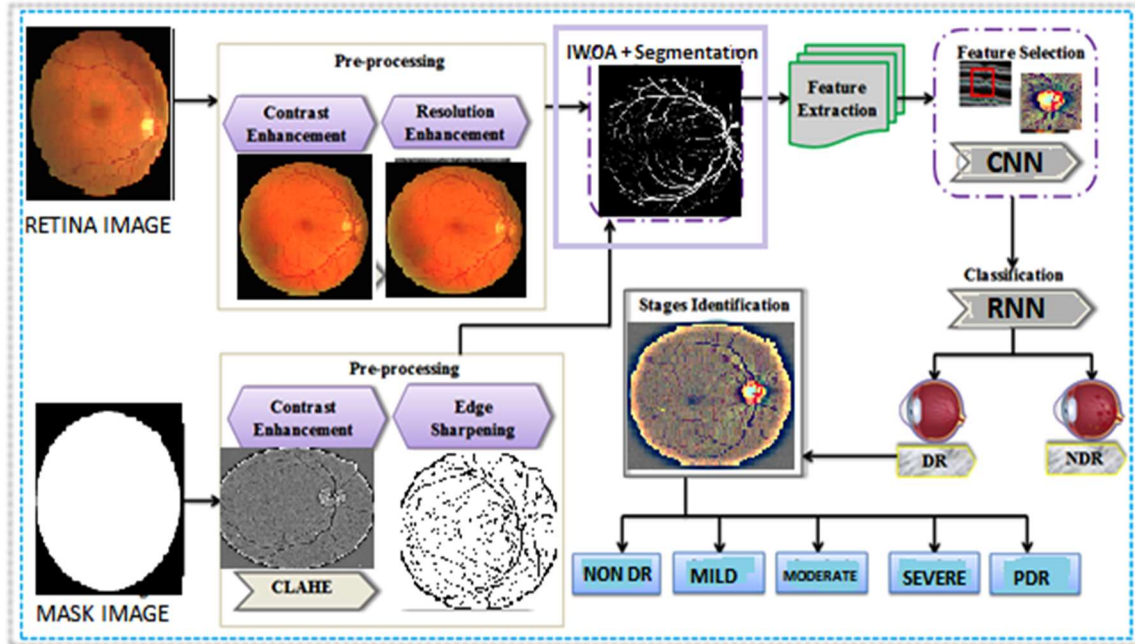 Pre-processing
Contrast
Enhancement
Resolution
Enhancement
RETINA IMAGE
IWOA + Segmentation
Feature
Extraction
Feature Selection
CNN
Classification
RNN
DR
NDR
Stages Identification
NON DR
MILD
MODERATE
SEVERE
PDR
Pre-processing
Contrast
Enhancement
Edge
Sharpening
CLAHE
MASK IMAGE